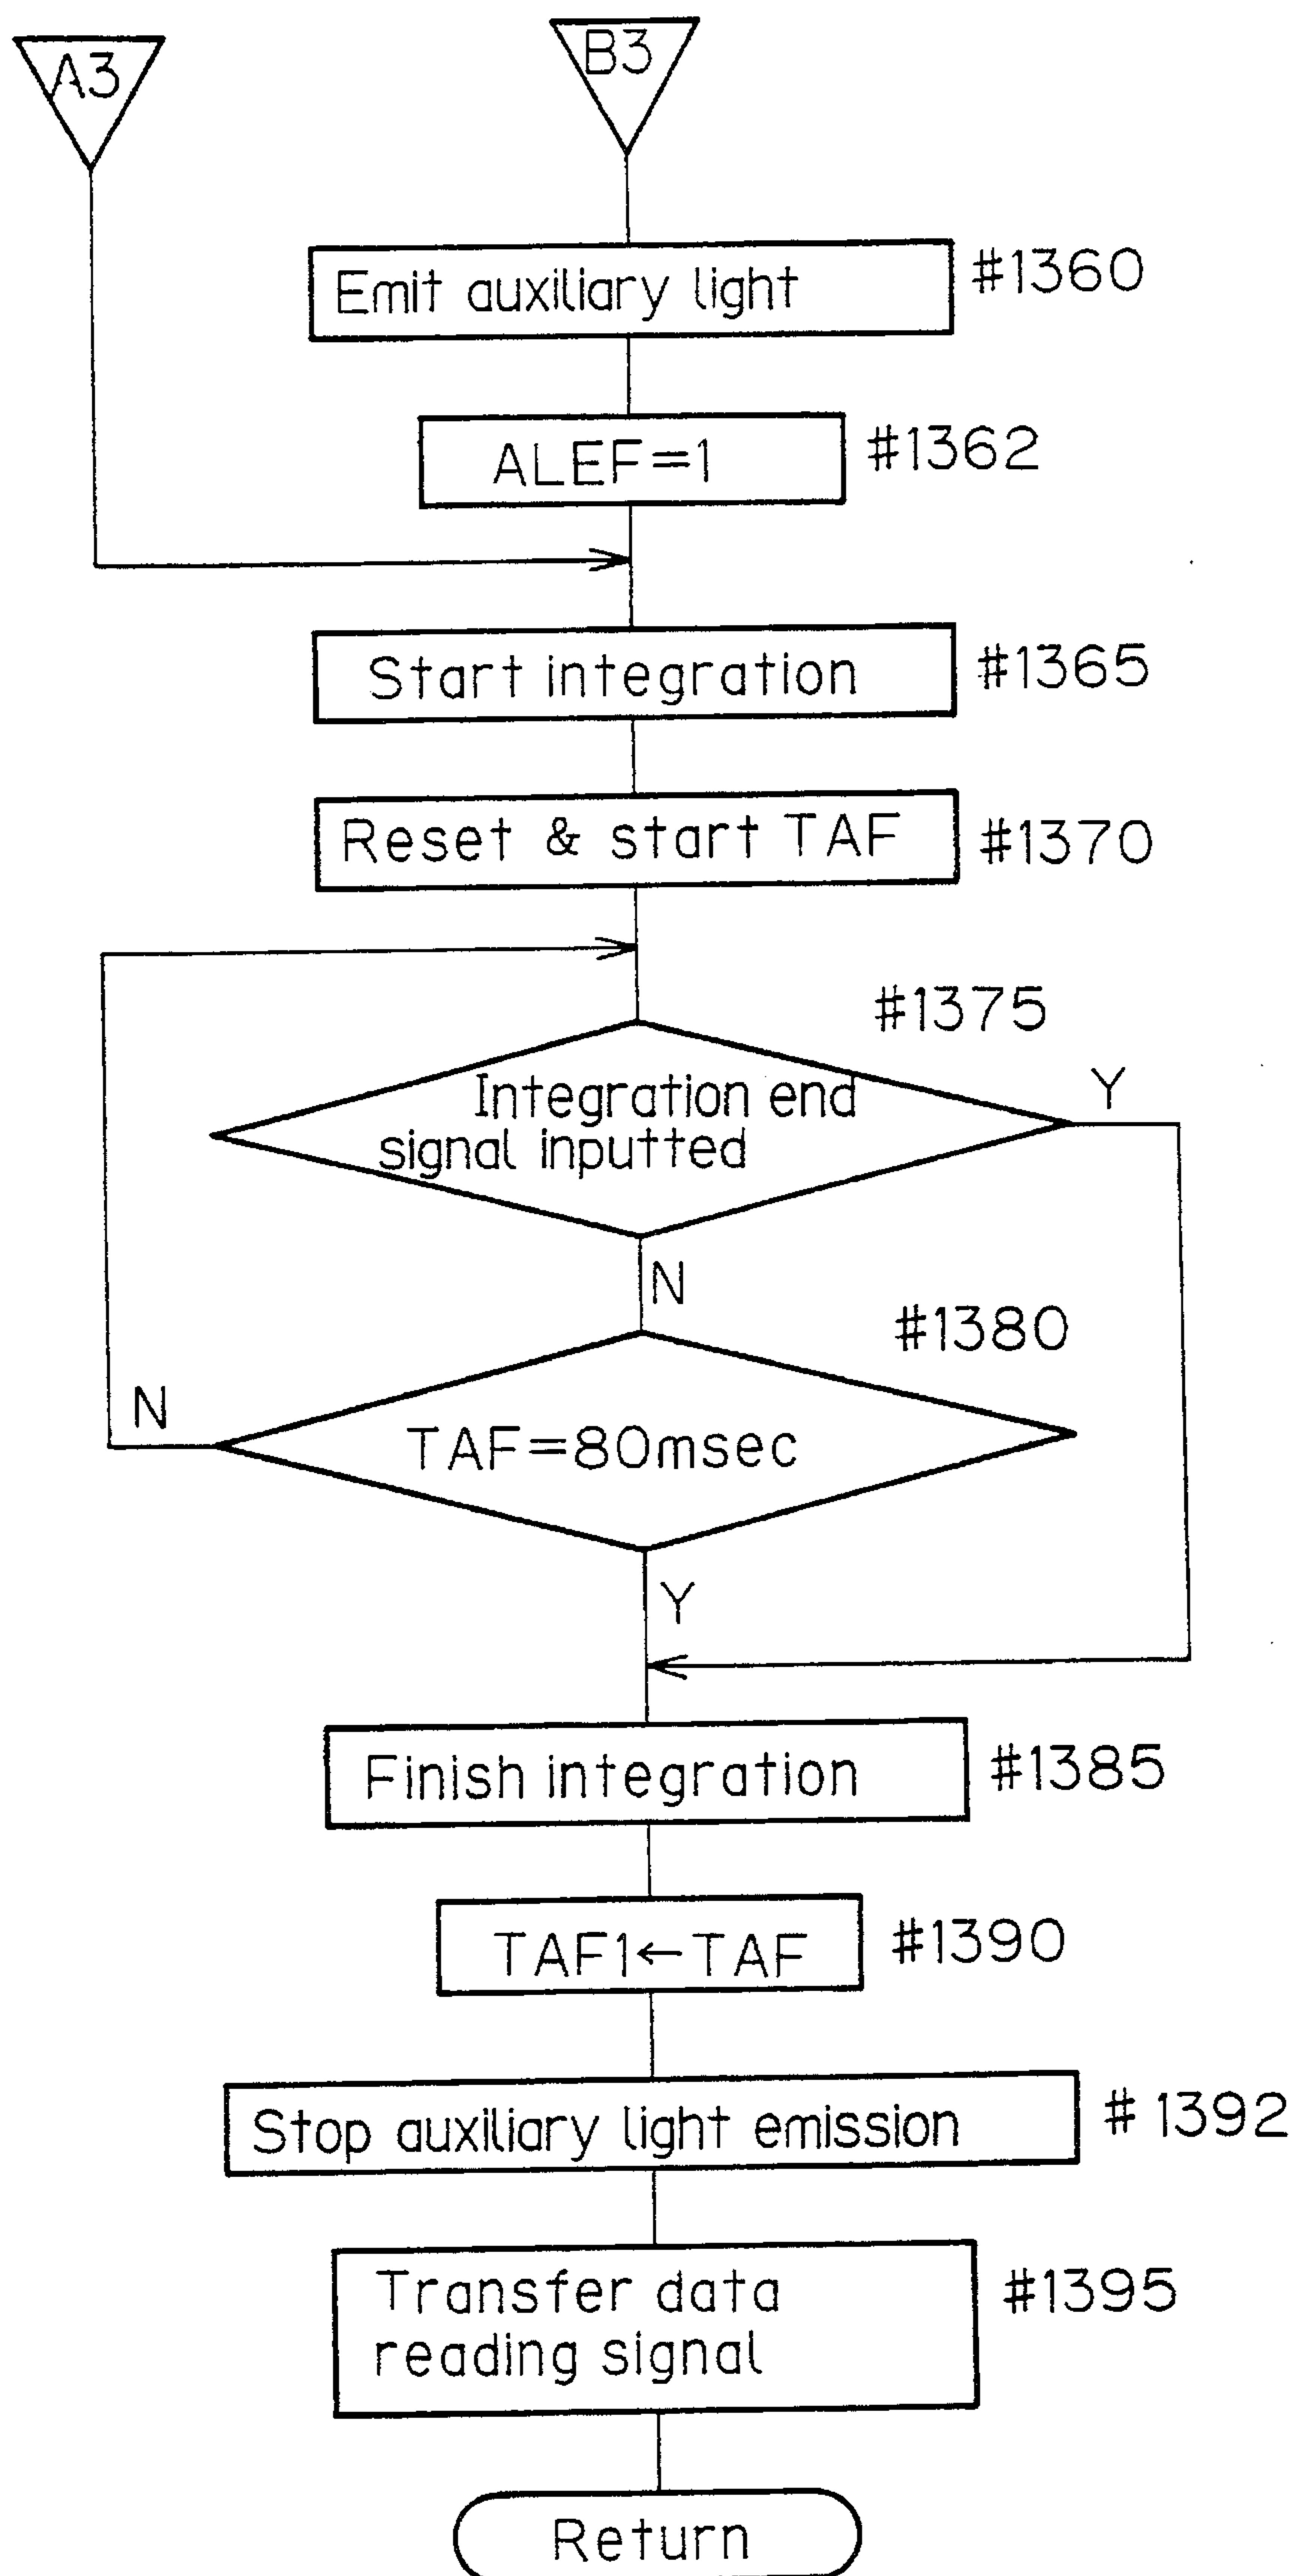 A3
B3
Emit auxiliary light
#1360
ALEF=1
#1362
Start integration
#1365
Reset & start TAF
#1370
#1375
Integration end
signal inputted
Y
N
#1380
N
TAF=80msec
Y
Finish integration
#1385
TAF1←TAF
#1390
Stop auxiliary light emission
# 1392
Transfer data
reading signal
#1395
Return